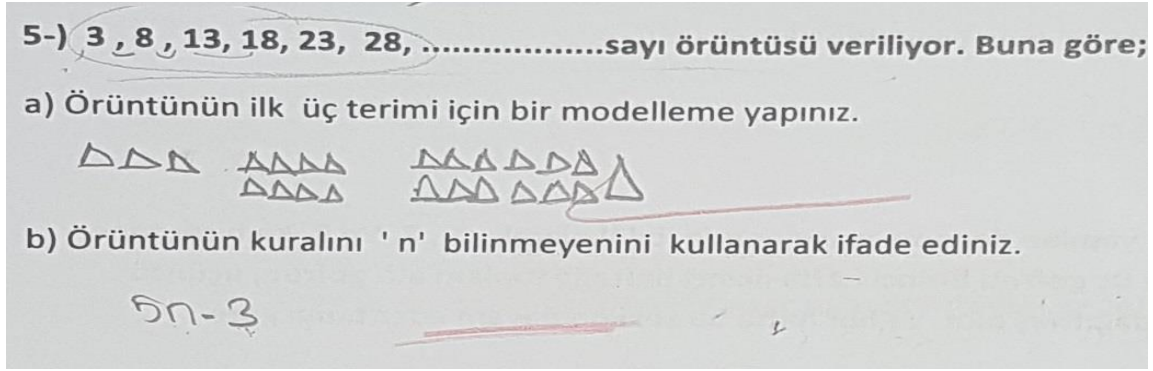 5-) 3 , 8 , 13, 18, 23, 28, ..................sayı örüntüsü veriliyor. Buna göre;
a) Örüntünün ilk üç terimi için bir modelleme yapınız.
b) Örüntünün kuralını ' n' bilinmeyenini kullanarak ifade ediniz.
5n-3